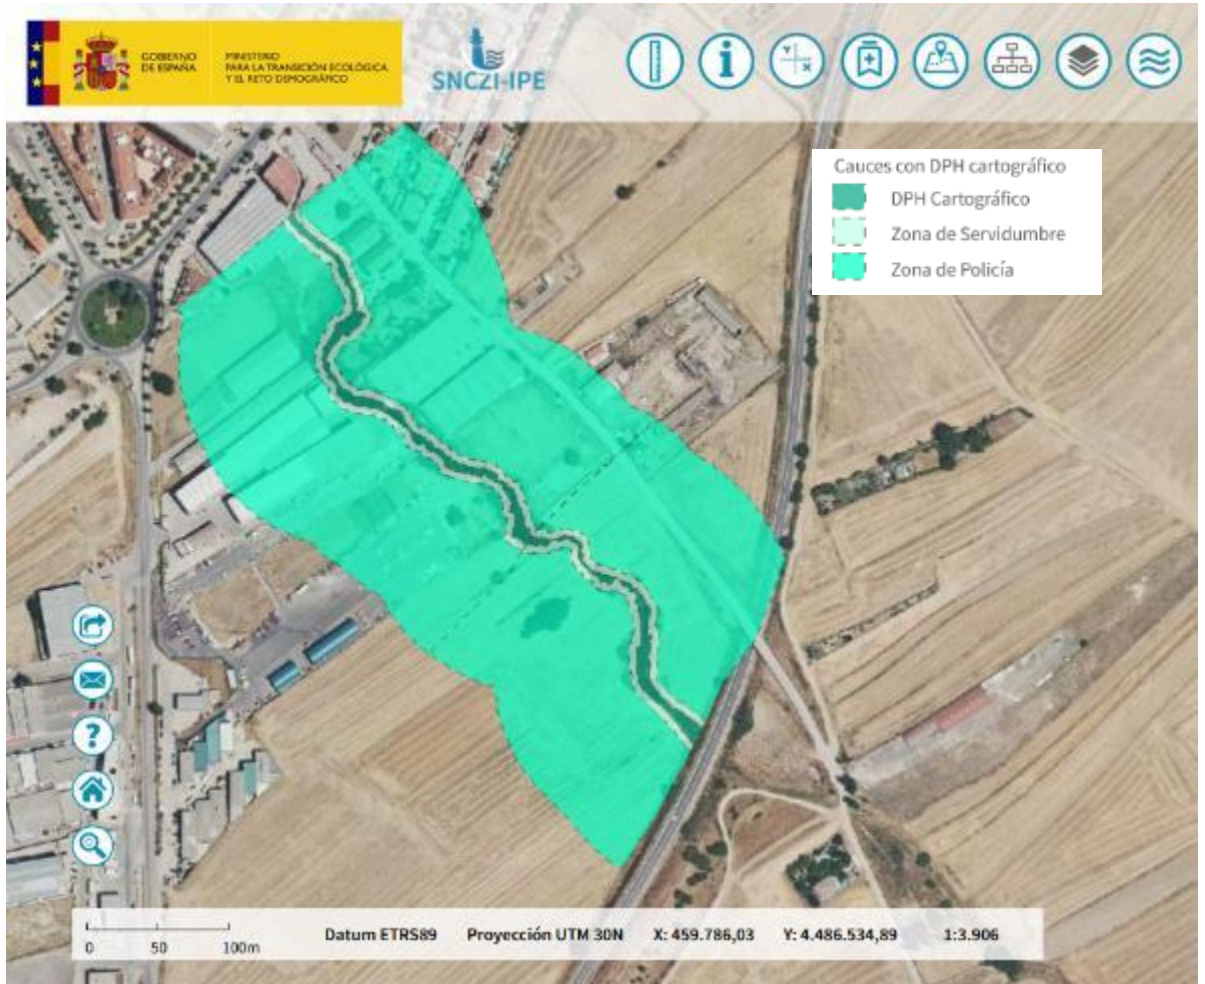 GOBIERNO
DE ESPAÑA
MINISTERIO
PARA LA TRANSICIÓN ECOLÓGICA
Y EL RETO DEMOGRÁFICO
SNCZI-IPE
Cauces con DPH cartográfico
DPH Cartográfico
Zona de Servidumbre
Zona de Policía
0 50 100m
Datum ETRS89 Proyección UTM 30N X: 459.786,03 Y: 4.486.534,89 1:3.906